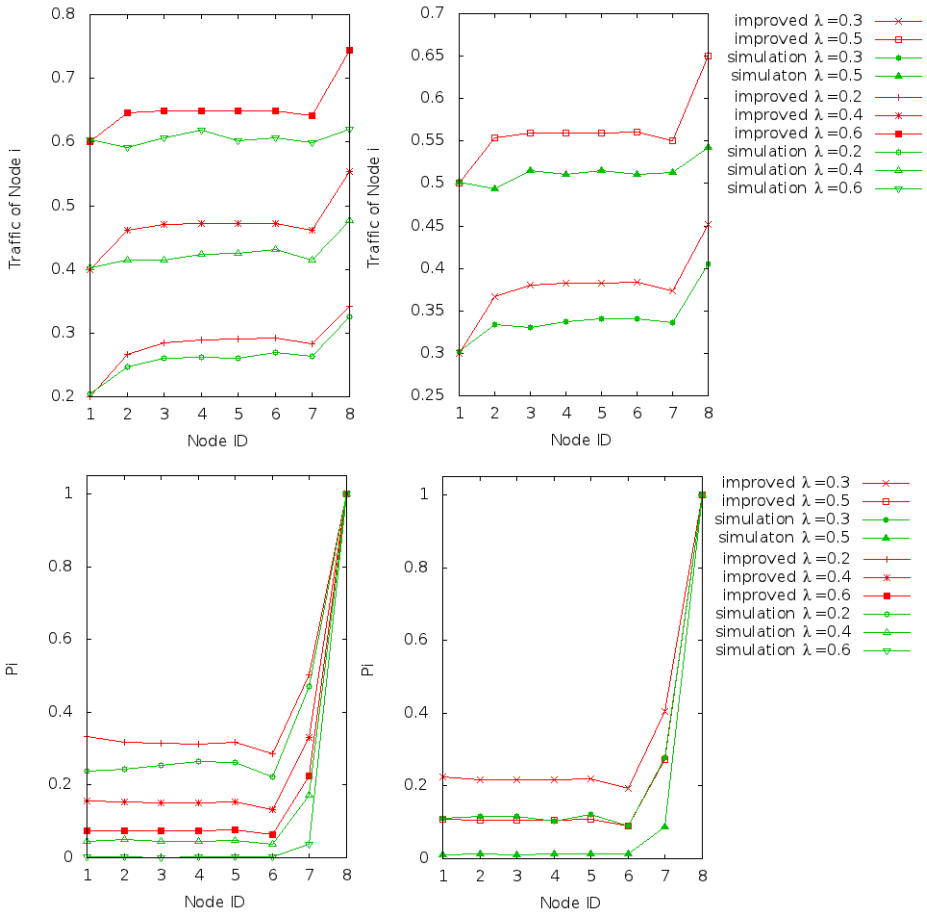 0.8
0.7
0.6
0.5
0.4
0.3
0.2
Traffic of Node i
1 2 3 4 5 6 7 8
Node ID
0.7
0.65
0.6
0.55
0.5
0.45
0.4
0.35
0.3
0.25
Traffic of Node i
1 2 3 4 5 6 7 8
Node ID
improved λ=0.3
improved λ=0.5
simulation λ=0.3
simulaton λ=0.5
improved λ=0.2
improved λ=0.4
improved λ=0.6
simulation λ=0.2
simulation λ=0.4
simulation λ=0.6
1
0.8
0.6
0.4
0.2
0
Pi
1 2 3 4 5 6 7 8
Node ID
1
0.8
0.6
0.4
0.2
0
Pi
1 2 3 4 5 6 7 8
Node ID
improved λ=0.3
improved λ=0.5
simulation λ=0.3
simulaton λ=0.5
improved λ=0.2
improved λ=0.4
improved λ=0.6
simulation λ=0.2
simulation λ=0.4
simulation λ=0.6